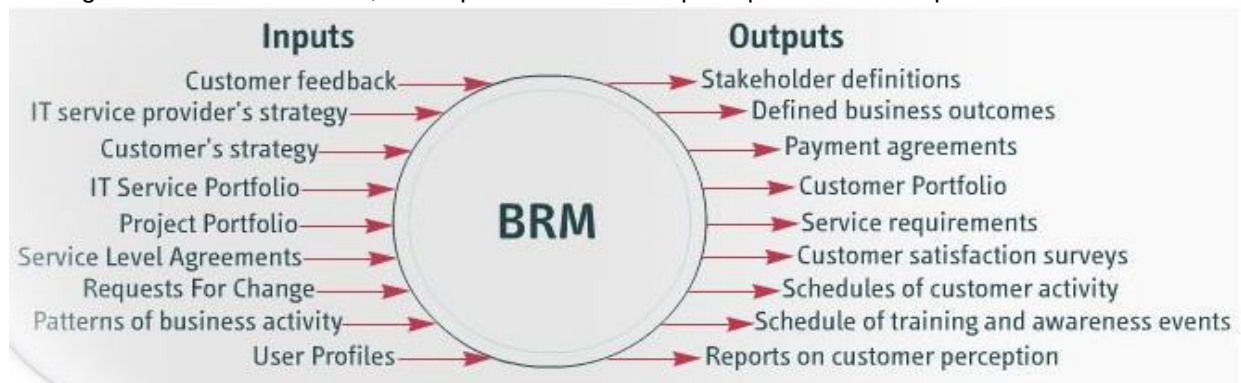 Inputs
Customer feedback
IT service provider's strategy
Customer's strategy
IT Service Portfolio
Project Portfolio
Service Level Agreements
Requests For Change
Patterns of business activity
User Profiles
BRM
Outputs
Stakeholder definitions
Defined business outcomes
Payment agreements
Customer Portfolio
Service requirements
Customer satisfaction surveys
Schedules of customer activity
Schedule of training and awareness events
Reports on customer perception